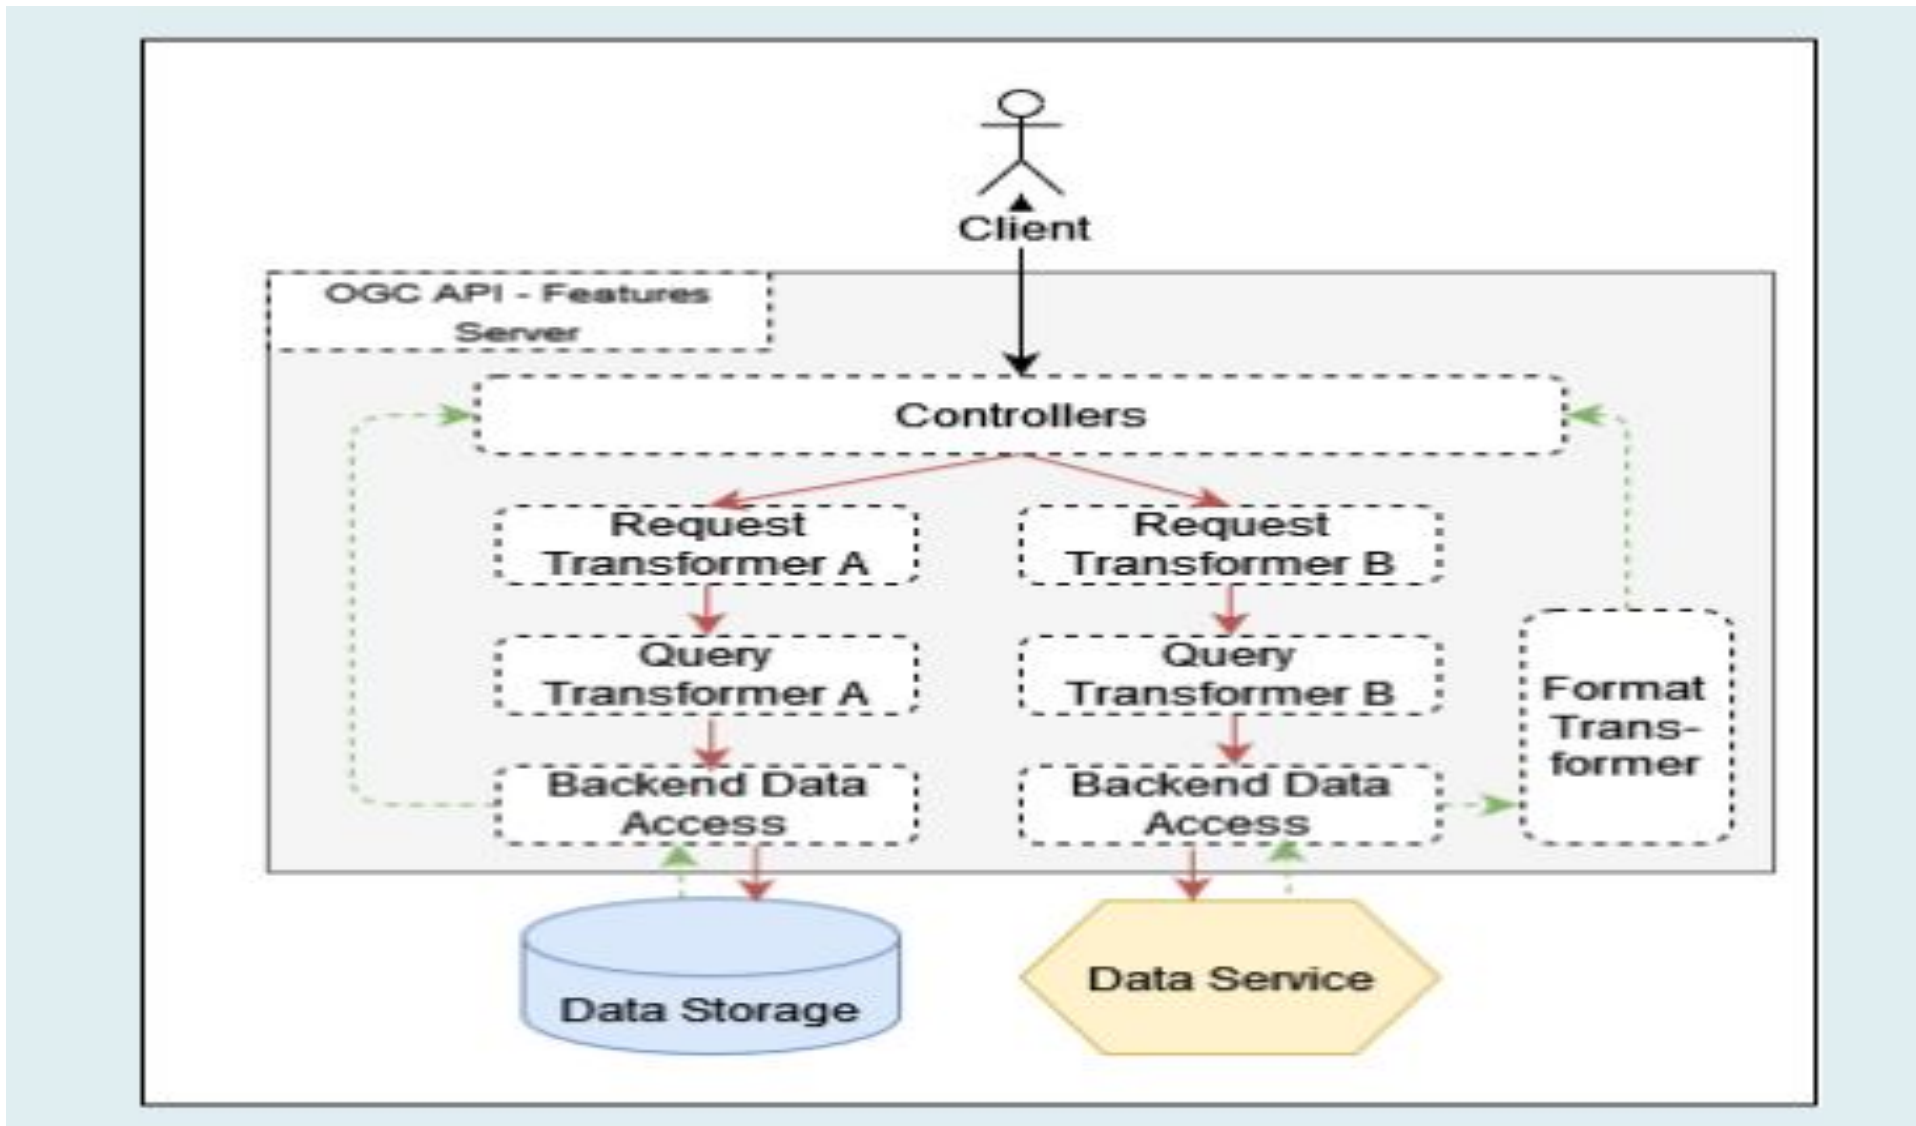 Client
OGC API - Features
Server
Controllers
Request
Transformer A
Request
Transformer B
Query
Transformer A
Query
Transformer B
Format
Trans-
former
Backend Data
Access
Backend Data
Access
Data Storage
Data Service